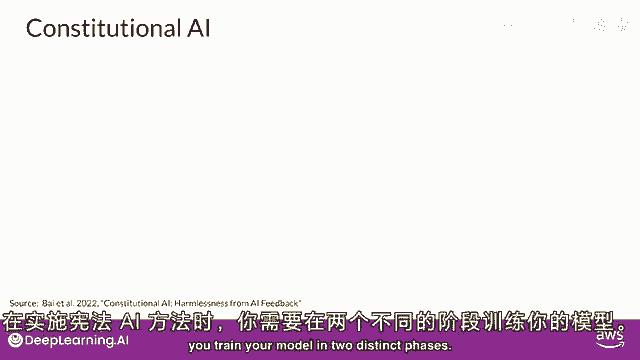 Constitutional AI
Source: Bai et al. 2022, "Constitutional AI: Harmlessness from AI Feedback"
在实施宪法 AI 方法时，你需要在两个不同的阶段训练你的模型。
you train your model in two distinct phases.
DeepLearning.AI
aws